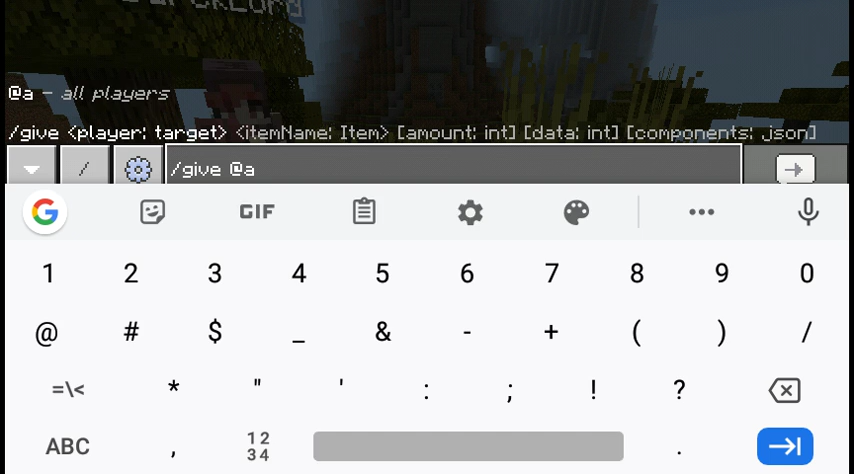 @a - all players
/give <player: target> <itemName: Item> [amount: int] [data: int] [components: json]
/ /give @a
GIF
1 2 3 4 5 6 7 8 9 0
@ # $ _ & - + ( ) /
=\< * " ' : ; ! ?
ABC , 12 34 .